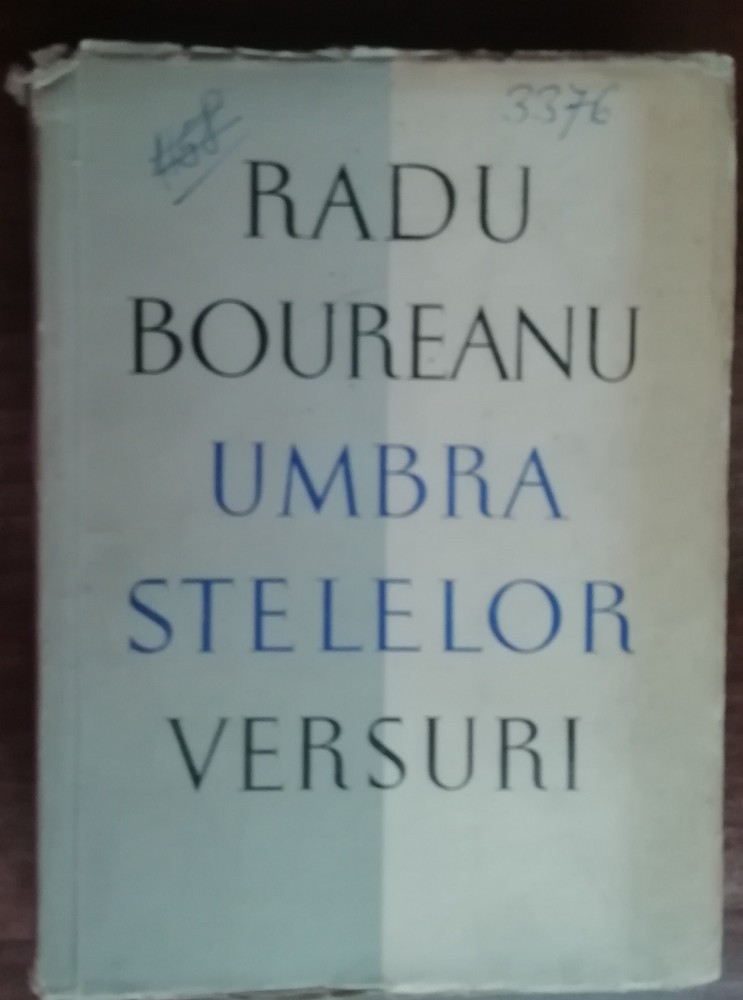 3376
RADU
BOUREANU
UMBRA
STELELOR
VERSURI